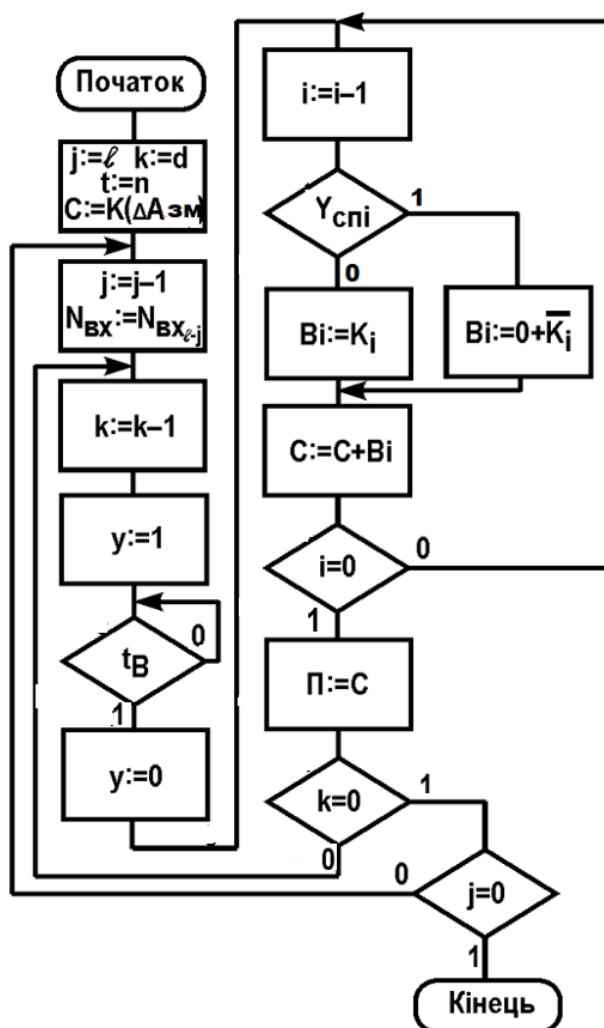 Початок
j:=ℓ k:=d
t:=n
C:=K(ΔAзм)
j:=j–1
Nвх:=Nвхℓ-j
k:=k–1
y:=1
tВ
0
1
y:=0
i:=i–1
Yспі
1
0
Bi:=Ki
Bi:=0+K̅i̅
C:=C+Bi
i=0
0
1
П:=C
k=0
1
0
j=0
0
1
Кінець